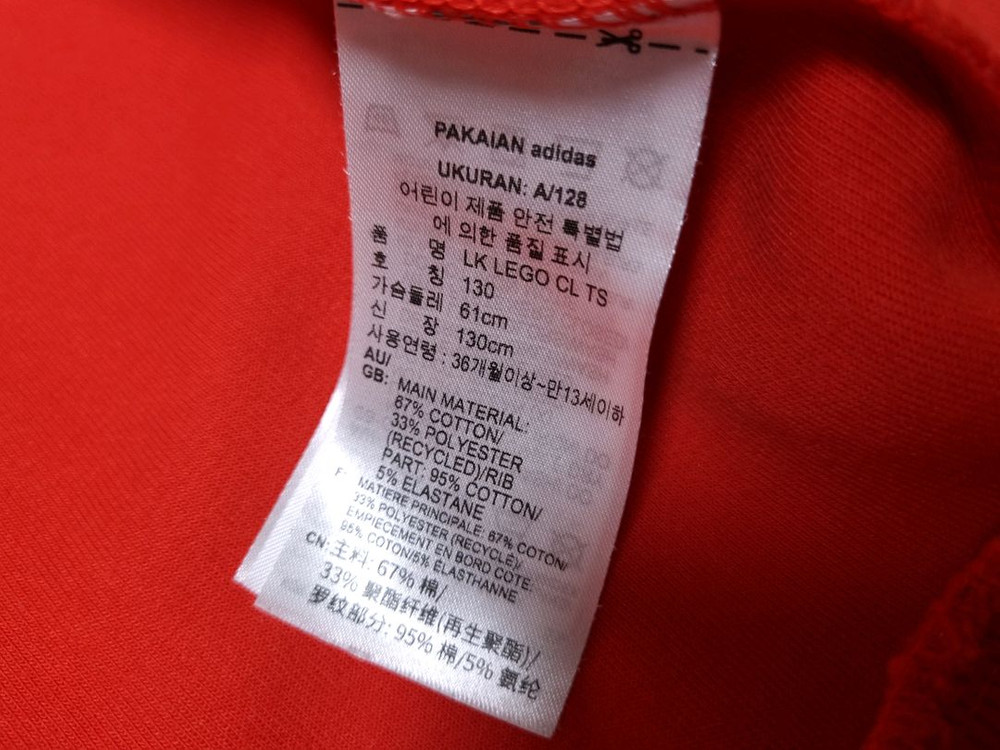 PAKAIAN adidas
UKURAN: A/128
어린이 제품 안전 특별법
에 의한 품질 표시
품 명 LK LEGO CL TS
호 칭 130
가슴둘레 61cm
신 장 130cm
사용연령 : 36개월이상~만13세이하
AU/
GB: MAIN MATERIAL:
67% COTTON/
33% POLYESTER
(RECYCLED)/RIB
PART: 95% COTTON/
5% ELASTANE
MATIERE PRINCIPALE: 67% COTON/
33% POLYESTER (RECYCLÉ)/
EMPIECEMENT EN BORD COTE:
95% COTON/5% ÉLASTHANNE
CN: 主料: 67% 棉/
33% 聚酯纤维(再生聚酯)/
罗纹部分: 95% 棉/5% 氨纶